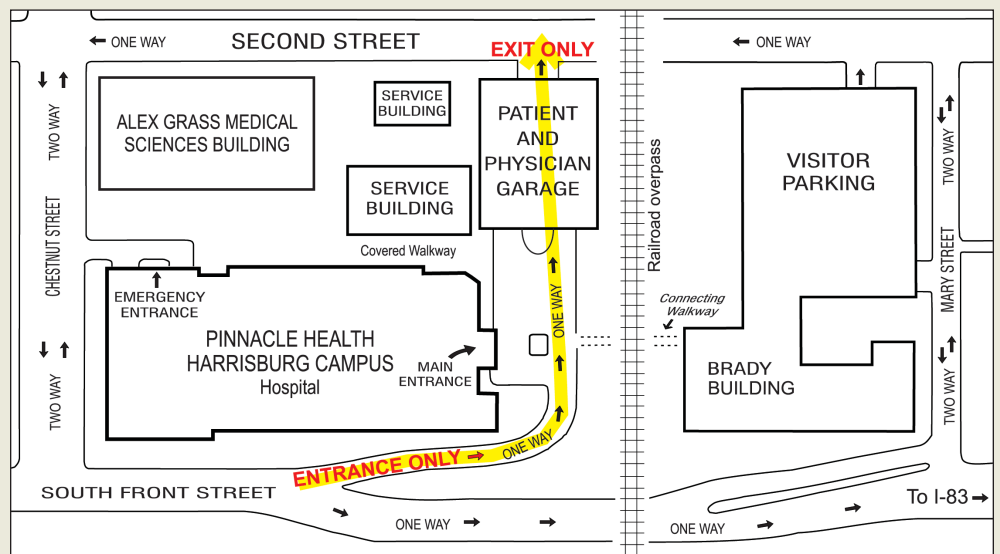 ONE WAY
SECOND STREET
EXIT ONLY
ONE WAY
TWO WAY
ALEX GRASS MEDICAL
SCIENCES BUILDING
SERVICE
BUILDING
PATIENT
AND
PHYSICIAN
GARAGE
VISITOR
PARKING
TWO WAY
SERVICE
BUILDING
Railroad overpass
CHESTNUT STREET
Covered Walkway
MARY STREET
EMERGENCY
ENTRANCE
ONE WAY
Connecting
Walkway
PINNACLE HEALTH
HARRISBURG CAMPUS
Hospital
MAIN
ENTRANCE
BRADY
BUILDING
TWO WAY
TWO WAY
ENTRANCE ONLY
ONE WAY
SOUTH FRONT STREET
To I-83
ONE WAY
ONE WAY